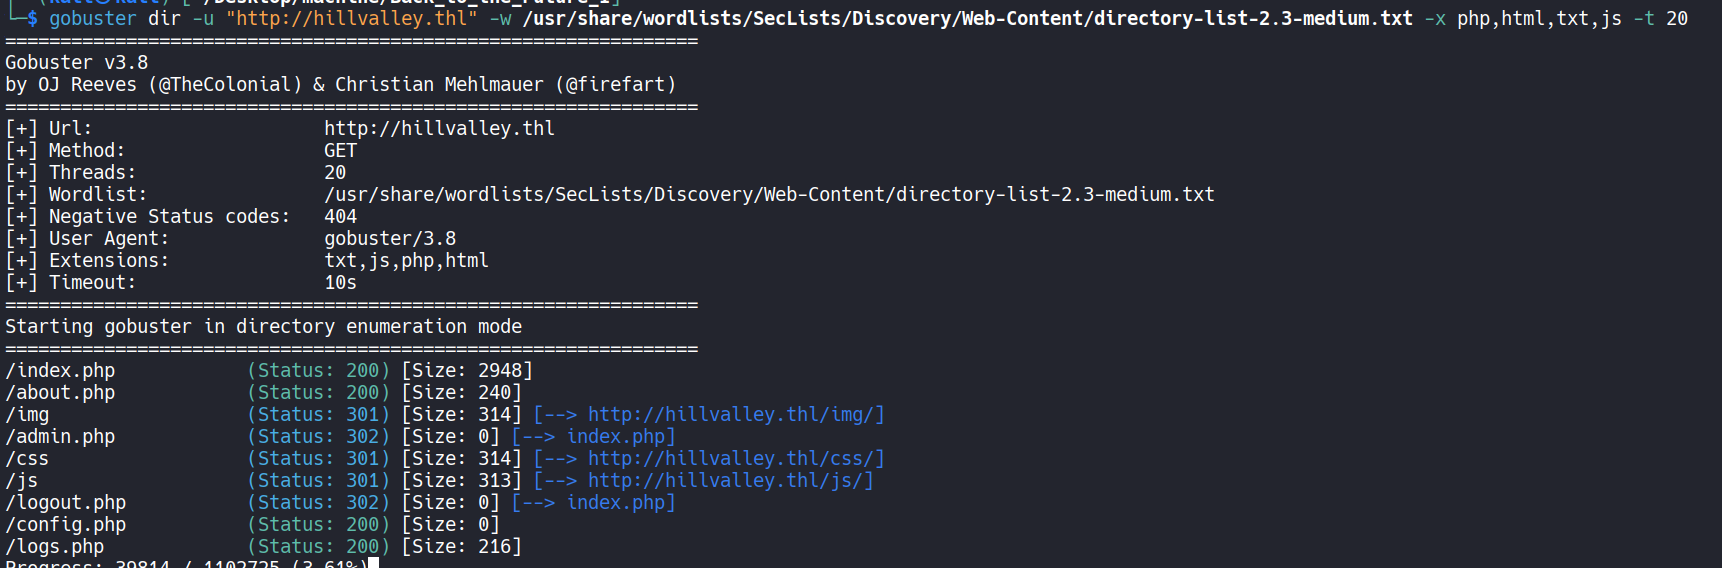 (kali㉿kali)-[~/Desktop/machine/Back_to_the_Future_1]
└─$ gobuster dir -u "http://hillvalley.thl" -w /usr/share/wordlists/SecLists/Discovery/Web-Content/directory-list-2.3-medium.txt -x php,html,txt,js -t 20
===============================================================
Gobuster v3.8
by OJ Reeves (@TheColonial) & Christian Mehlmauer (@firefart)
===============================================================
[+] Url:                     http://hillvalley.thl
[+] Method:                  GET
[+] Threads:                 20
[+] Wordlist:                /usr/share/wordlists/SecLists/Discovery/Web-Content/directory-list-2.3-medium.txt
[+] Negative Status codes:   404
[+] User Agent:              gobuster/3.8
[+] Extensions:              txt,js,php,html
[+] Timeout:                 10s
===============================================================
Starting gobuster in directory enumeration mode
===============================================================
/index.php            (Status: 200) [Size: 2948]
/about.php            (Status: 200) [Size: 240]
/img                  (Status: 301) [Size: 314] [--> http://hillvalley.thl/img/]
/admin.php            (Status: 302) [Size: 0] [--> index.php]
/css                  (Status: 301) [Size: 314] [--> http://hillvalley.thl/css/]
/js                   (Status: 301) [Size: 313] [--> http://hillvalley.thl/js/]
/logout.php           (Status: 302) [Size: 0] [--> index.php]
/config.php           (Status: 200) [Size: 0]
/logs.php             (Status: 200) [Size: 216]
Progress: 39814 / 1102725 (3.61%)